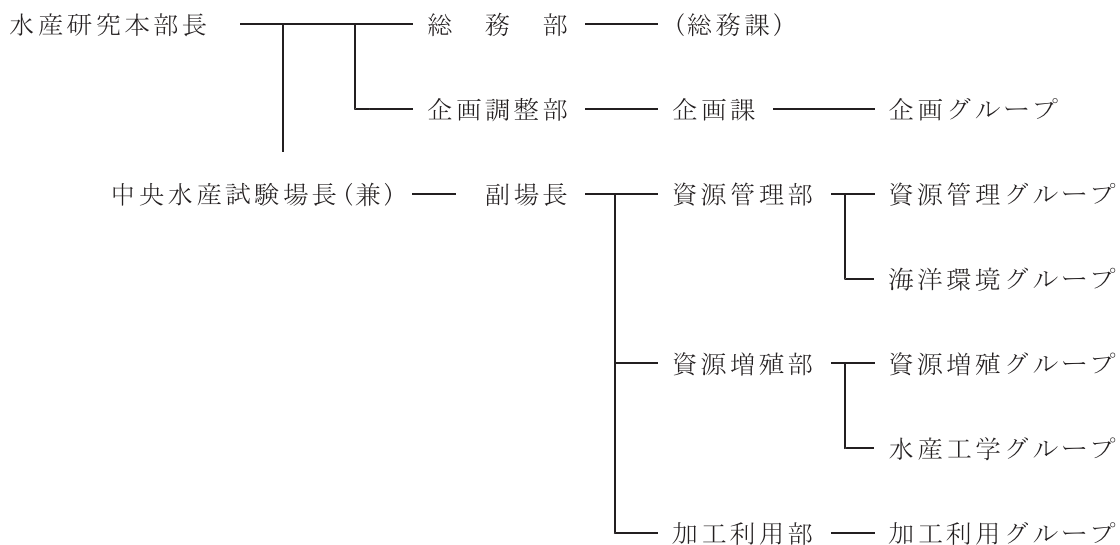 水産研究本部長 総務部 (総務課)
企画調整部 企画課 企画グループ
中央水産試験場長(兼) 副場長 資源管理部 資源管理グループ
海洋環境グループ
資源増殖部 資源増殖グループ
水産工学グループ
加工利用部 加工利用グループ